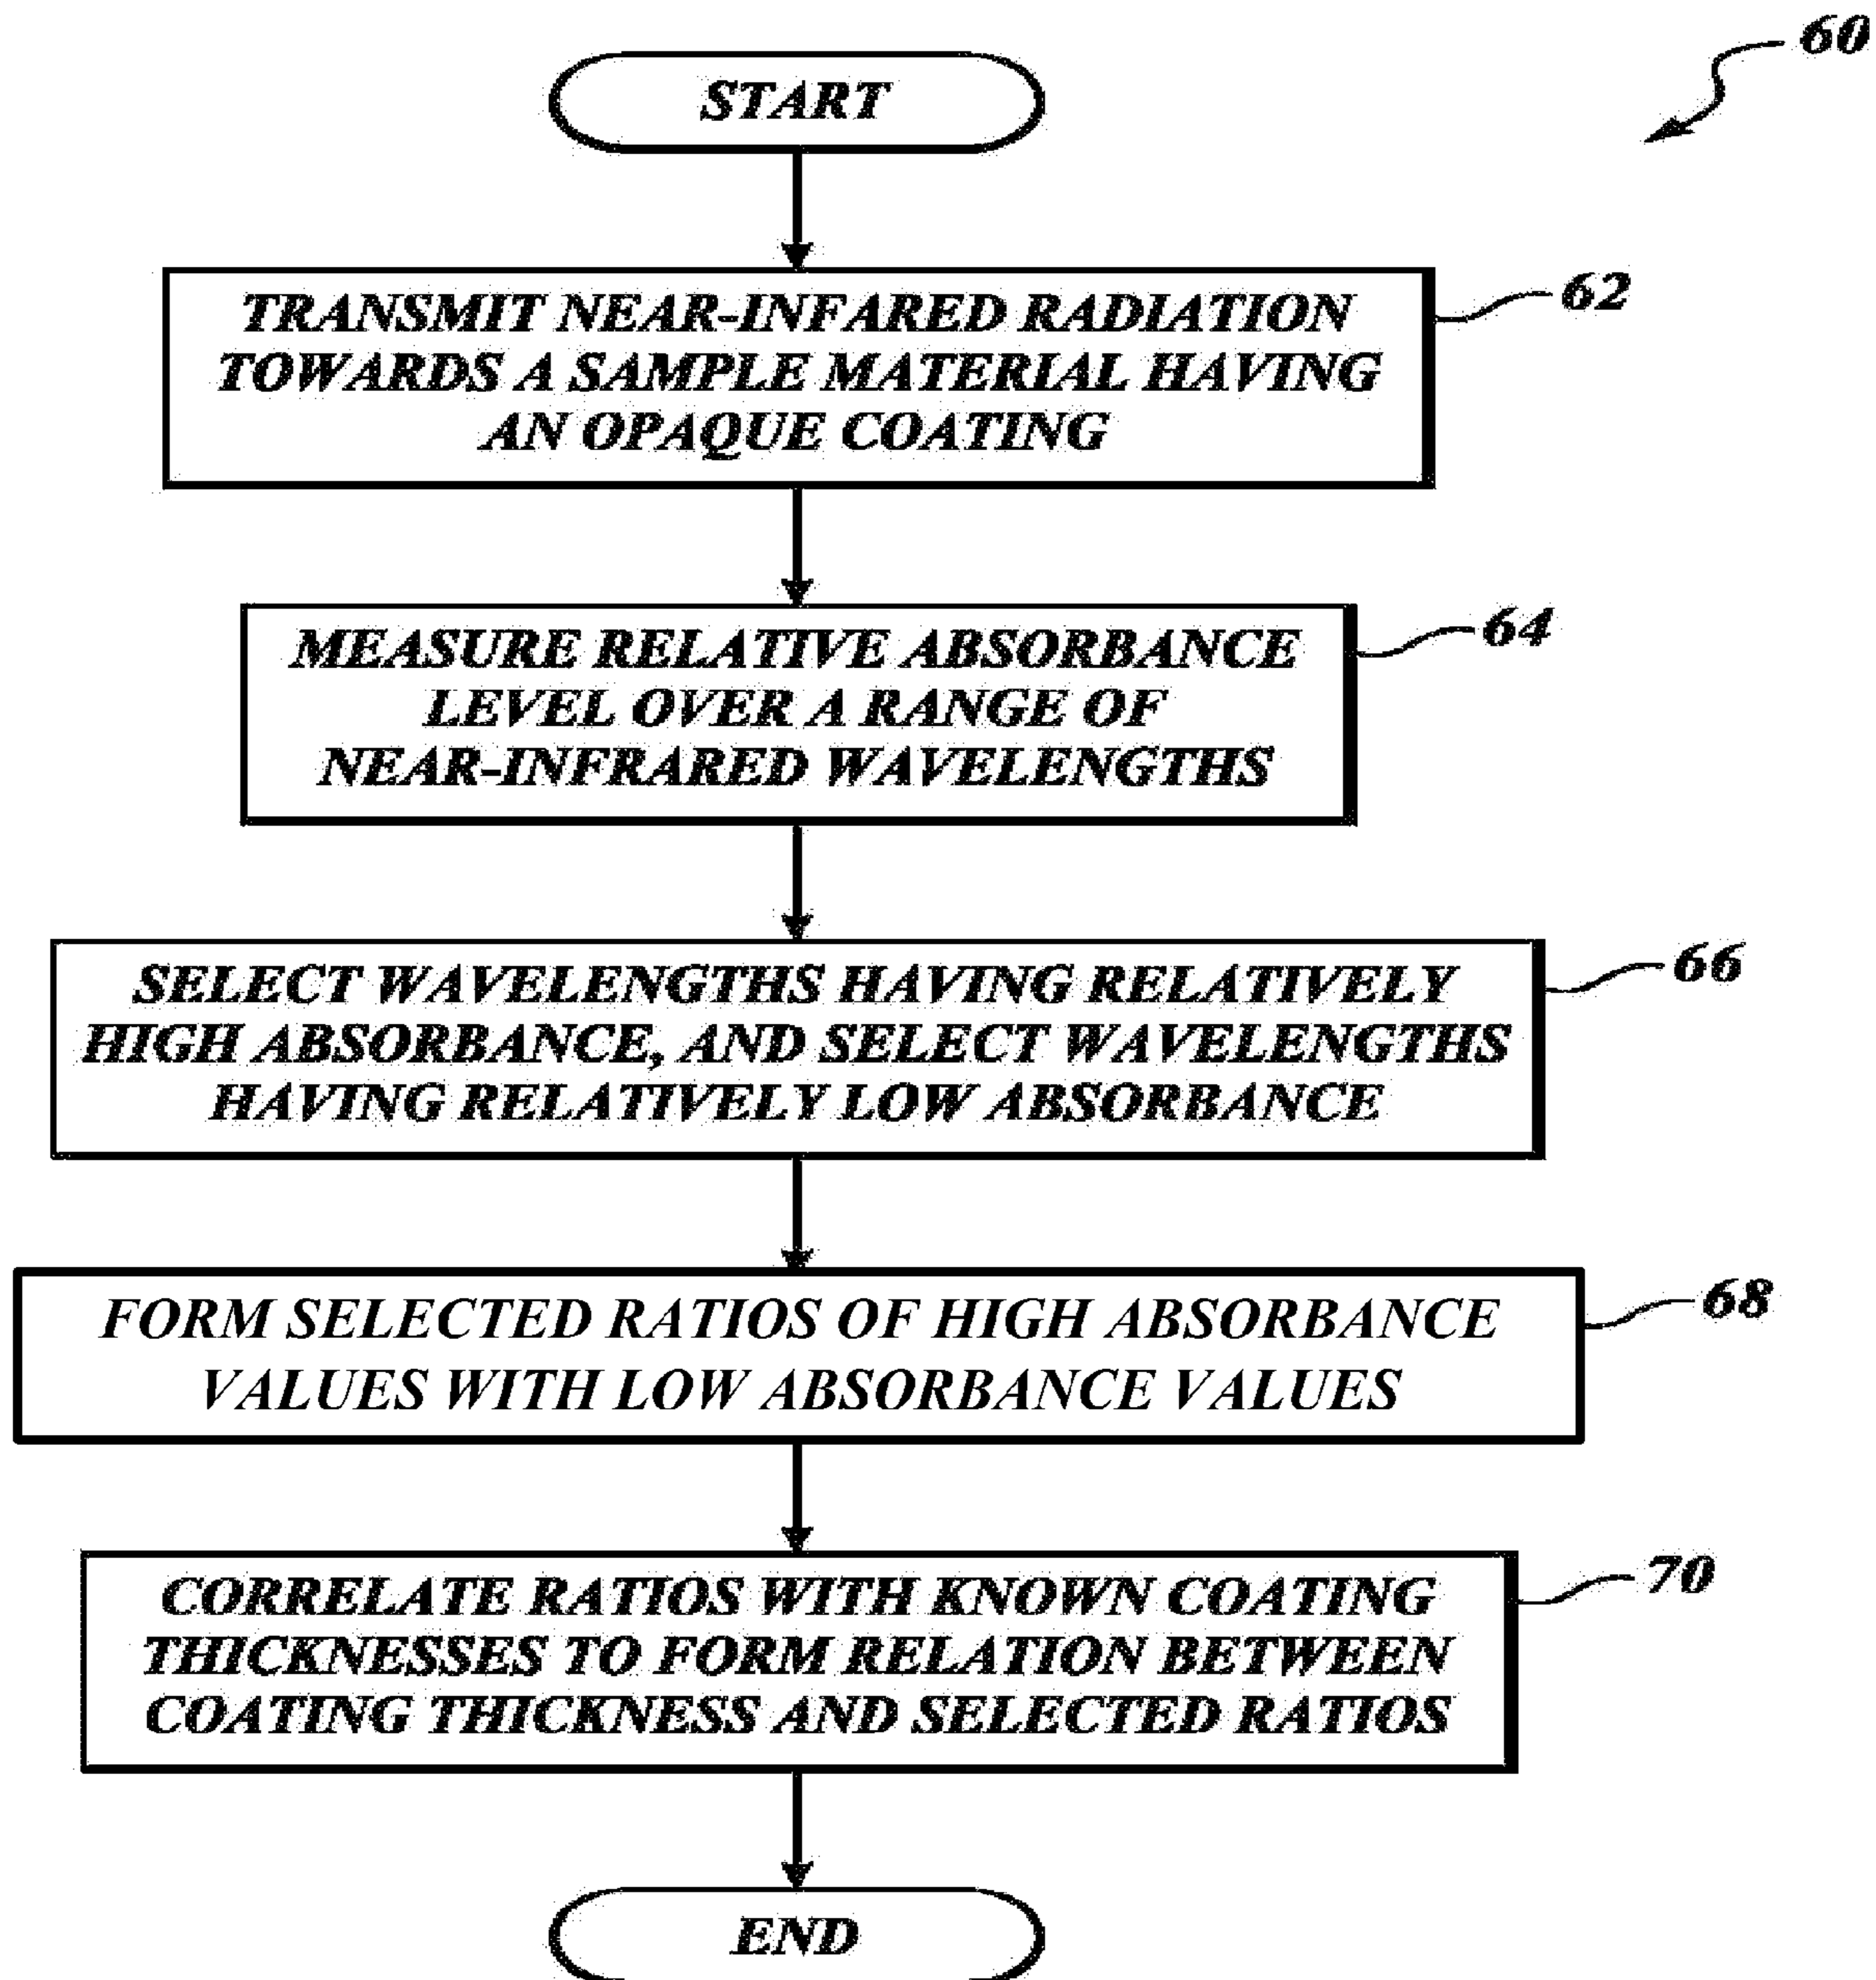 60
START
TRANSMIT NEAR-INFARED RADIATION
TOWARDS A SAMPLE MATERIAL HAVING
AN OPAQUE COATING
62
MEASURE RELATIVE ABSORBANCE
LEVEL OVER A RANGE OF
NEAR-INFRARED WAVELENGTHS
64
SELECT WAVELENGTHS HAVING RELATIVELY
HIGH ABSORBANCE, AND SELECT WAVELENGTHS
HAVING RELATIVELY LOW ABSORBANCE
66
FORM SELECTED RATIOS OF HIGH ABSORBANCE
VALUES WITH LOW ABSORBANCE VALUES
68
CORRELATE RATIOS WITH KNOWN COATING
THICKNESSES TO FORM RELATION BETWEEN
COATING THICKNESS AND SELECTED RATIOS
70
END